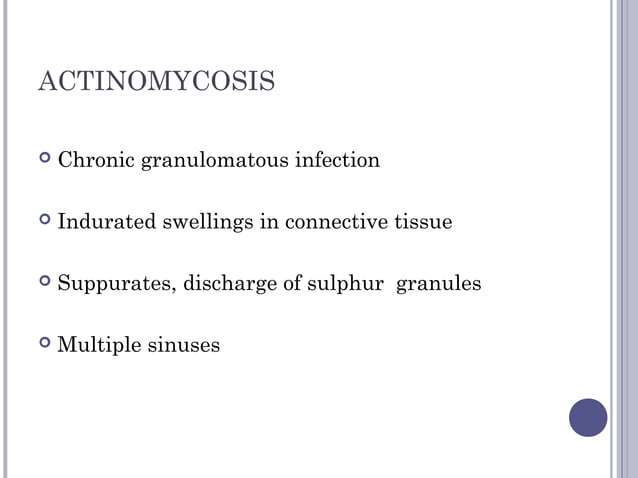 ACTINOMYCOSIS
Chronic granulomatous infection
Indurated swellings in connective tissue
Suppurates, discharge of sulphur granules
Multiple sinuses